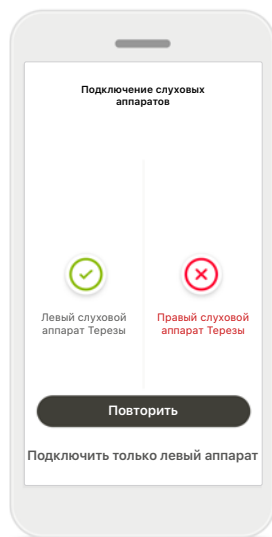 Подключение слуховых
аппаратов
Левый слуховой
аппарат Терезы
Правый слуховой
аппарат Терезы
Повторить
Подключить только левый аппарат